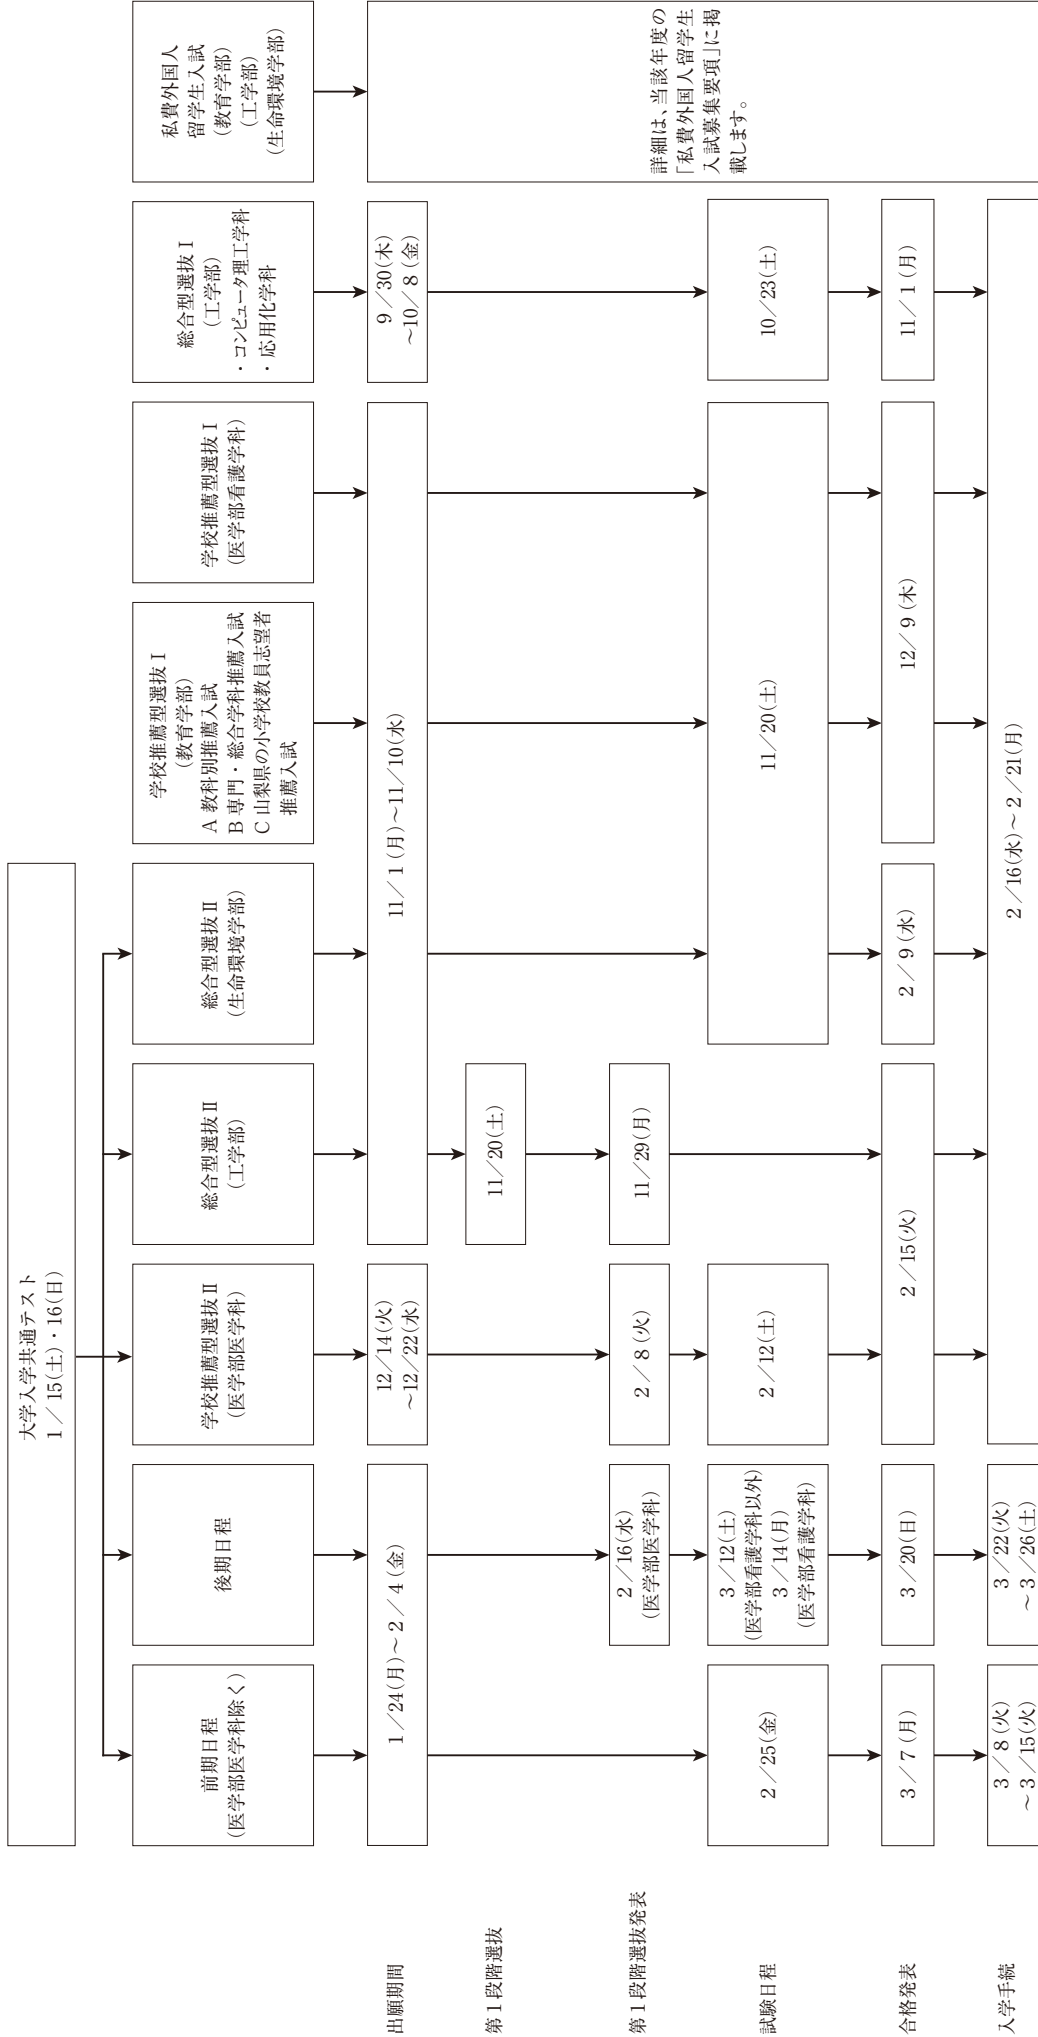 大学入学共通テスト
1／15(土)・16(日)
前期日程
(医学部医学科除く)
後期日程
学校推薦型選抜Ⅱ
(医学部医学科)
総合型選抜Ⅱ
(工学部)
総合型選抜Ⅱ
(生命環境学部)
学校推薦型選抜Ⅰ
(教育学部)
A 教科別推薦入試
B 専門・総合学科推薦入試
C 山梨県の小学校教員志望者
推薦入試
学校推薦型選抜Ⅰ
(医学部看護学科)
総合型選抜Ⅰ
(工学部)
・コンピュータ理工学科
・応用化学科
私費外国人
留学生入試
(教育学部)
(工学部)
(生命環境学部)
出願期間
1／24(月)～2／4(金)
12／14(火)
～12／22(水)
11／1(月)～11／10(水)
9／30(木)
～10／8(金)
詳細は、当該年度の
「私費外国人留学生
入試募集要項」に掲
載します。
第1段階選抜
11／20(土)
第1段階選抜発表
2／16(水)
(医学部医学科)
2／8(火)
11／29(月)
試験日程
2／25(金)
3／12(土)
(医学部看護学科以外)
3／14(月)
(医学部看護学科)
2／12(土)
11／20(土)
10／23(土)
合格発表
3／7(月)
3／20(日)
2／15(火)
2／9(水)
12／9(木)
11／1(月)
入学手続
3／8(火)
～3／15(火)
3／22(火)
～3／26(土)
2／16(水)～2／21(月)